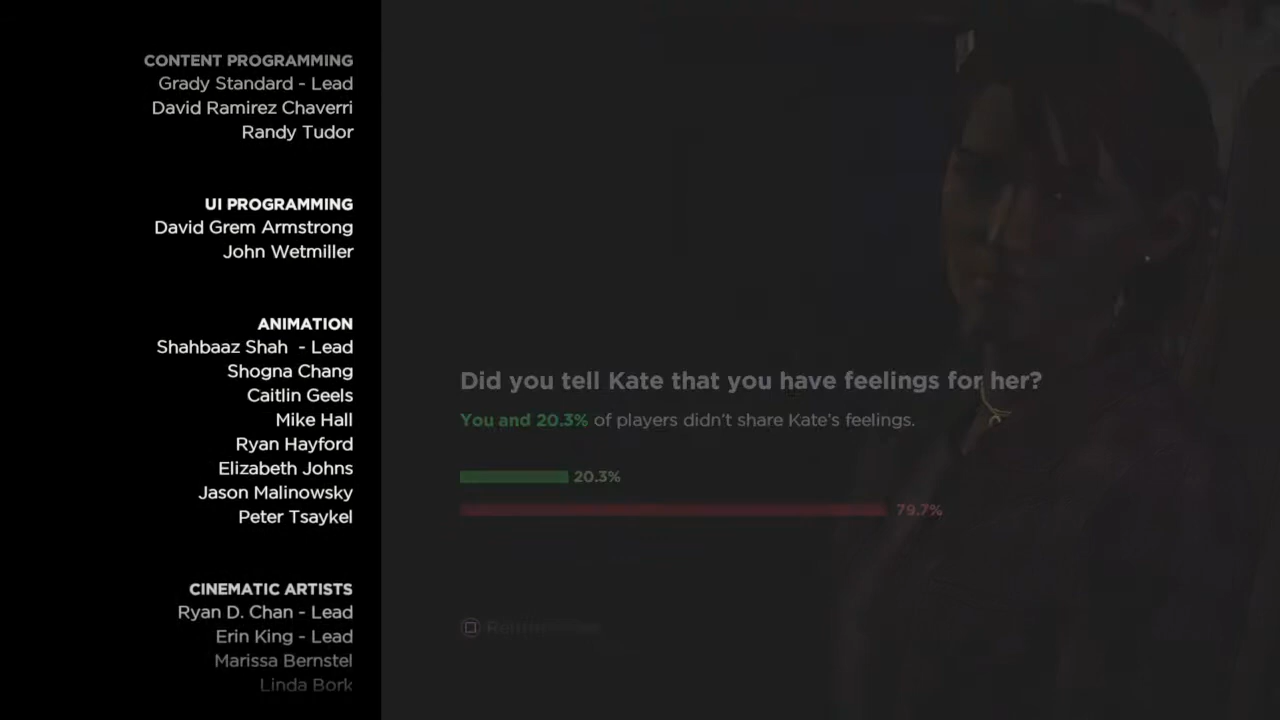 CONTENT PROGRAMMING
Grady Standard - Lead
David Ramirez Chaverri
Randy Tudor
UI PROGRAMMING
David Grem Armstrong
John Wetmiller
ANIMATION
Shahbaaz Shah - Lead
Shogna Chang
Caitlin Geels
Mike Hall
Ryan Hayford
Elizabeth Johns
Jason Malinowsky
Peter Tsaykel
CINEMATIC ARTISTS
Ryan D. Chan - Lead
Erin King - Lead
Marissa Bernstel
Linda Bork
Did you tell Kate that you have feelings for her?
You and 20.3% of players didn't share Kate's feelings.
20.3%
79.7%